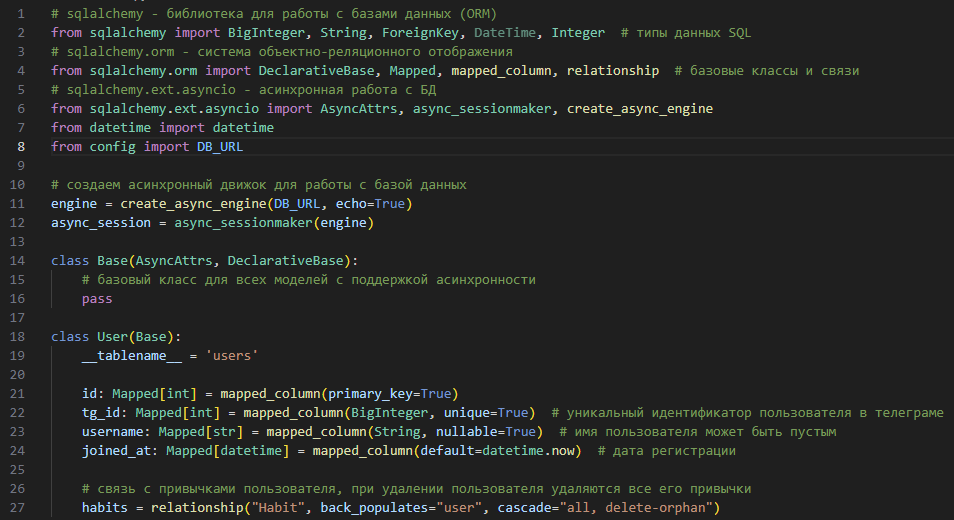 1 # sqlalchemy - библиотека для работы с базами данных (ORM)
2 from sqlalchemy import BigInteger, String, ForeignKey, DateTime, Integer  # типы данных SQL
3 # sqlalchemy.orm - система объектно-реляционного отображения
4 from sqlalchemy.orm import DeclarativeBase, Mapped, mapped_column, relationship  # базовые классы и связи
5 # sqlalchemy.ext.asyncio - асинхронная работа с БД
6 from sqlalchemy.ext.asyncio import AsyncAttrs, async_sessionmaker, create_async_engine
7 from datetime import datetime
8 from config import DB_URL
9
10 # создаем асинхронный движок для работы с базой данных
11 engine = create_async_engine(DB_URL, echo=True)
12 async_session = async_sessionmaker(engine)
13
14 class Base(AsyncAttrs, DeclarativeBase):
15     # базовый класс для всех моделей с поддержкой асинхронности
16     pass
17
18 class User(Base):
19     __tablename__ = 'users'
20
21     id: Mapped[int] = mapped_column(primary_key=True)
22     tg_id: Mapped[int] = mapped_column(BigInteger, unique=True)  # уникальный идентификатор пользователя в телеграме
23     username: Mapped[str] = mapped_column(String, nullable=True)  # имя пользователя может быть пустым
24     joined_at: Mapped[datetime] = mapped_column(default=datetime.now)  # дата регистрации
25
26     # связь с привычками пользователя, при удалении пользователя удаляются все его привычки
27     habits = relationship("Habit", back_populates="user", cascade="all, delete-orphan")